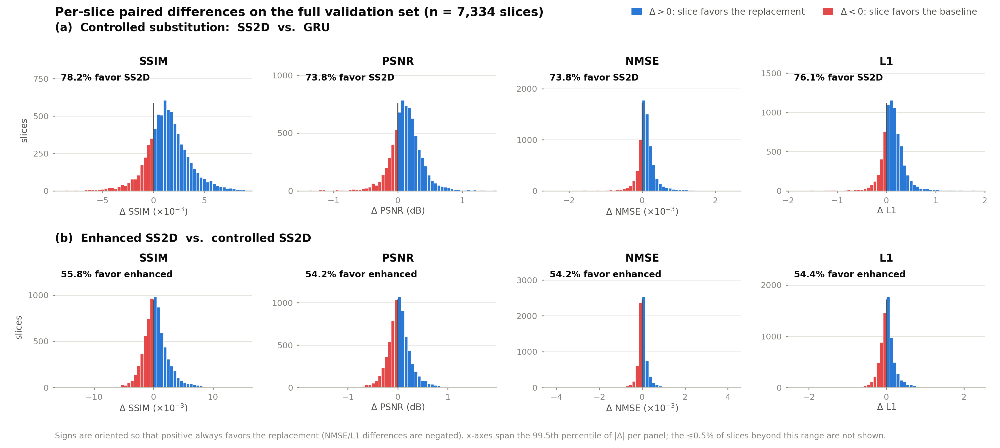 Per-slice paired differences on the full validation set (n = 7,334 slices)
Δ > 0: slice favors the replacement
Δ < 0: slice favors the baseline
(a) Controlled substitution: SS2D vs. GRU
SSIM
78.2% favor SS2D
750
500
250
0
slices
−5
0
5
Δ SSIM (×10⁻³)
PSNR
73.8% favor SS2D
1000
500
0
−1
0
1
Δ PSNR (dB)
NMSE
73.8% favor SS2D
2000
1000
0
−2
0
2
Δ NMSE (×10⁻³)
L1
76.1% favor SS2D
1500
1000
500
0
−2
−1
0
1
2
Δ L1
(b) Enhanced SS2D vs. controlled SS2D
SSIM
55.8% favor enhanced
1000
500
0
slices
−10
0
10
Δ SSIM (×10⁻³)
PSNR
54.2% favor enhanced
1000
500
0
−1
0
1
Δ PSNR (dB)
NMSE
54.2% favor enhanced
3000
2000
1000
0
−4
−2
0
2
4
Δ NMSE (×10⁻³)
L1
54.4% favor enhanced
2000
1000
0
−2
0
2
Δ L1
Signs are oriented so that positive always favors the replacement (NMSE/L1 differences are negated). x-axes span the 99.5th percentile of |Δ| per panel; the ≤0.5% of slices beyond this range are not shown.